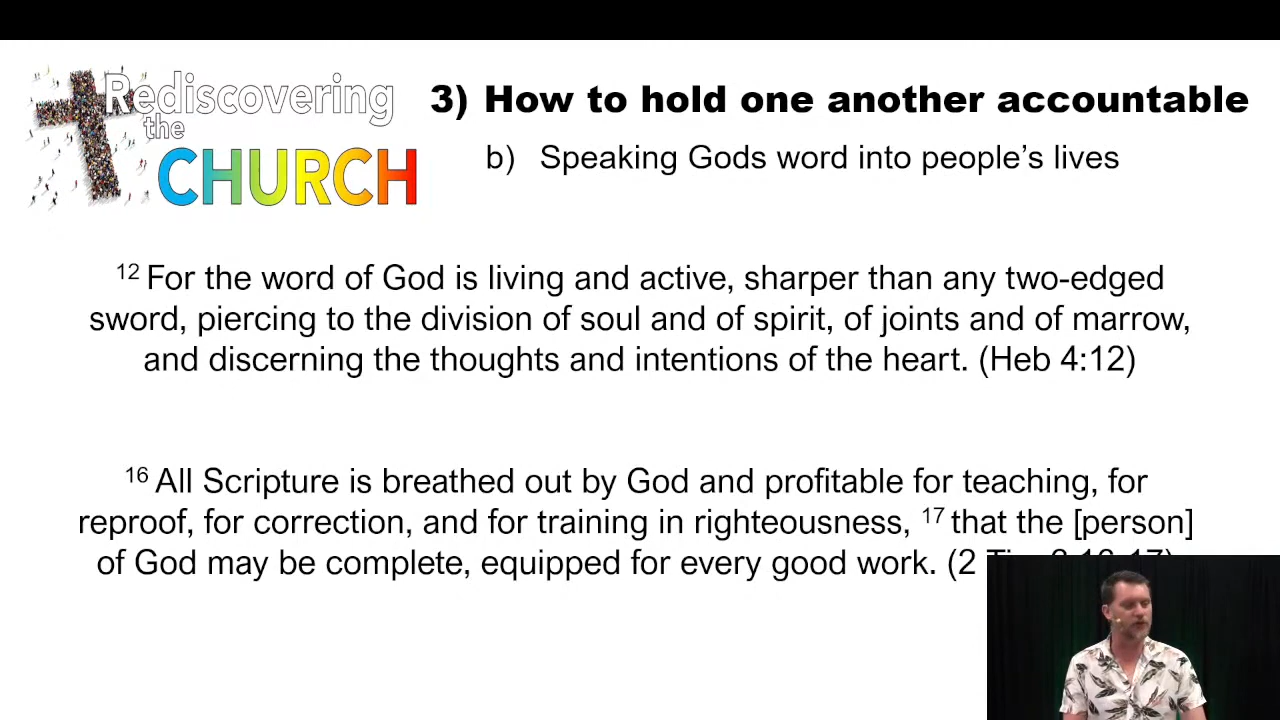 Rediscovering
the
CHURCH
3) How to hold one another accountable
b) Speaking Gods word into people’s lives
12 For the word of God is living and active, sharper than any two-edged
sword, piercing to the division of soul and of spirit, of joints and of marrow,
and discerning the thoughts and intentions of the heart. (Heb 4:12)
16 All Scripture is breathed out by God and profitable for teaching, for
reproof, for correction, and for training in righteousness, 17 that the [person]
of God may be complete, equipped for every good work. (2